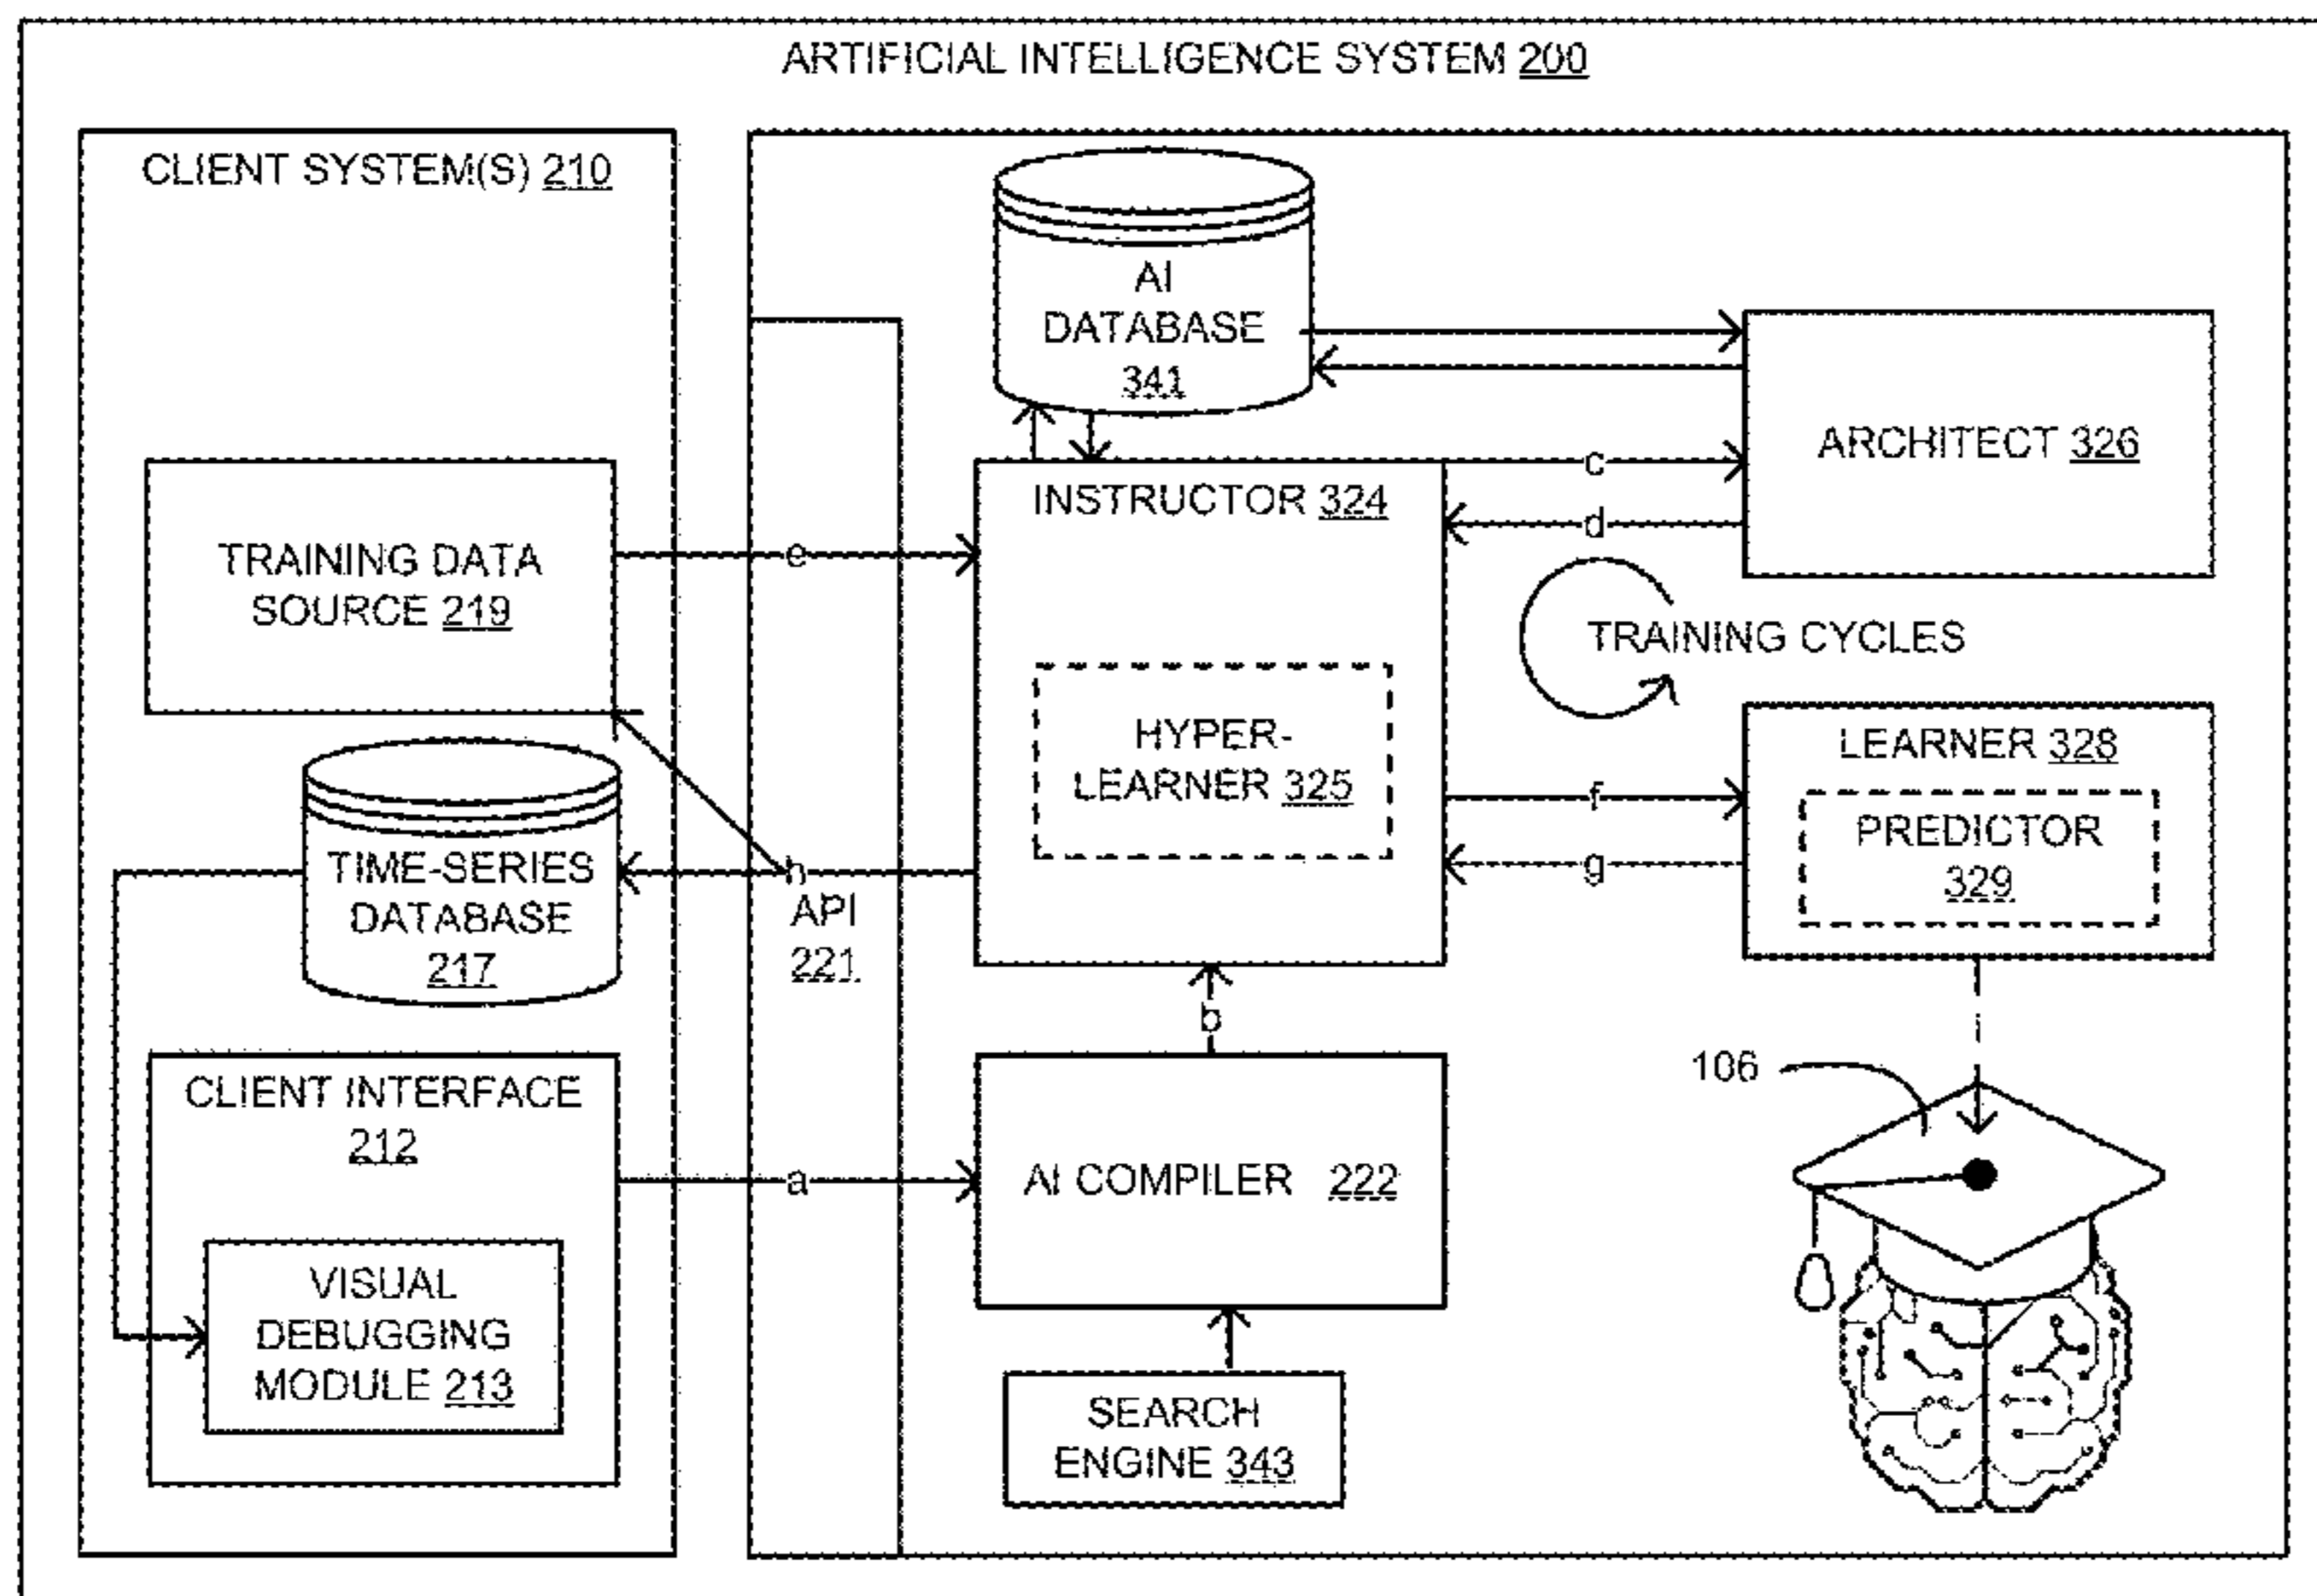 ARTIFICIAL INTELLIGENCE SYSTEM 200
CLIENT SYSTEM(S) 210
TRAINING DATA
SOURCE 219
TIME-SERIES
DATABASE
217
CLIENT INTERFACE
212
VISUAL
DEBUGGING
MODULE 213
e
h
API
221
a
AI
DATABASE
341
INSTRUCTOR 324
HYPER-
LEARNER 325
b
AI COMPILER 222
SEARCH
ENGINE 343
c
d
ARCHITECT 326
TRAINING CYCLES
f
g
LEARNER 328
PREDICTOR
329
i
106